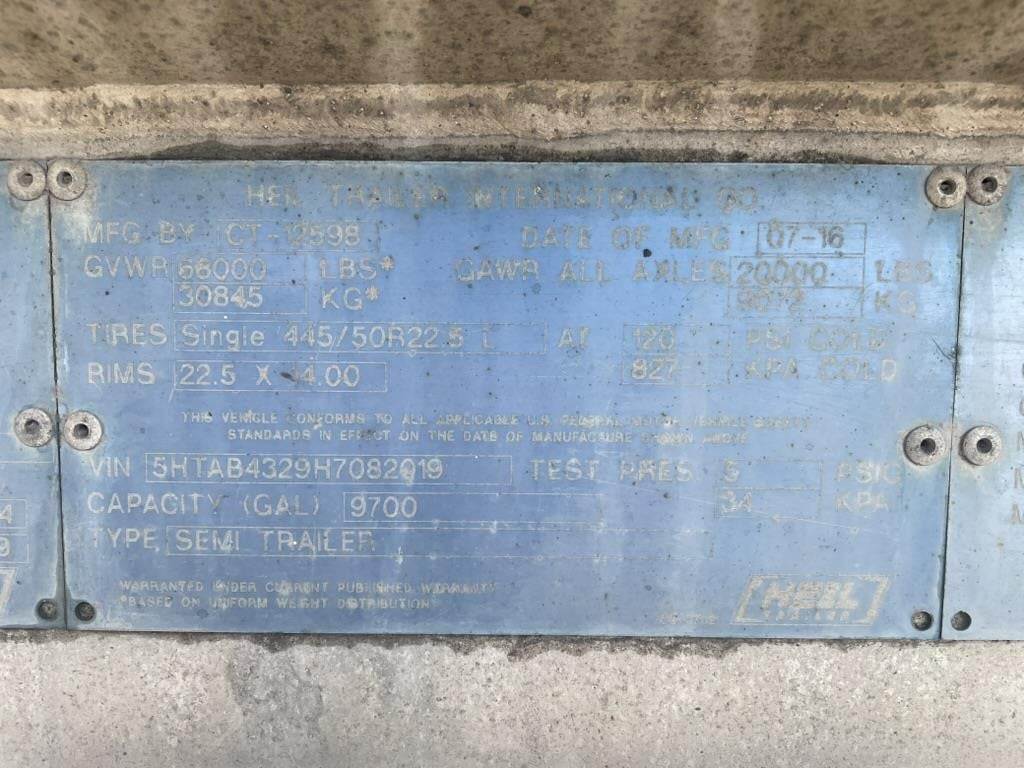 HEIL TRAILER INTERNATIONAL CO.
MFG BY CT-12598 DATE OF MFG 07-16
GVWR 68000 LBS* GAWR ALL AXLES 20000 LBS
30845 KG* 9072 KG
TIRES Single 445/50R22.5 L AT 120 PSI COLD
RIMS 22.5 X 14.00 827 KPA COLD
THIS VEHICLE CONFORMS TO ALL APPLICABLE U.S. FEDERAL MOTOR VEHICLE SAFETY
STANDARDS IN EFFECT ON THE DATE OF MANUFACTURE SHOWN ABOVE
VIN 5HTAB4329H7082019 TEST PRES 5 PSIG
CAPACITY (GAL) 9700 34 KPA
TYPE SEMI TRAILER
WARRANTED UNDER CURRENT PUBLISHED WARRANTY
*BASED ON UNIFORM WEIGHT DISTRIBUTION
HEIL
4
9